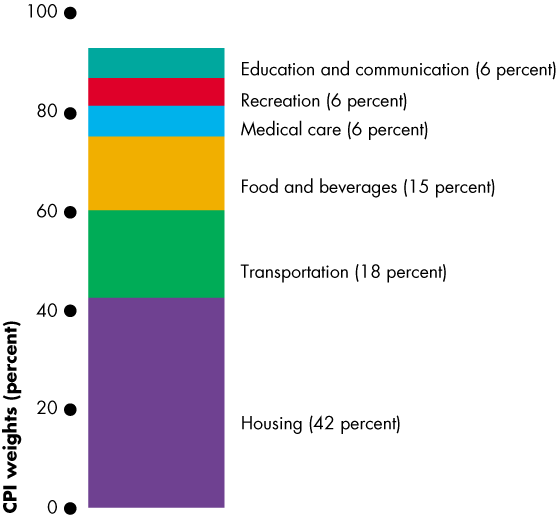 100
Education and communication (6 percent)
Recreation (6 percent)
80
Medical care (6 percent)
Food and beverages (15 percent)
60
Transportation (18 percent)
40
CPI weights (percent)
20
Housing (42 percent)
0